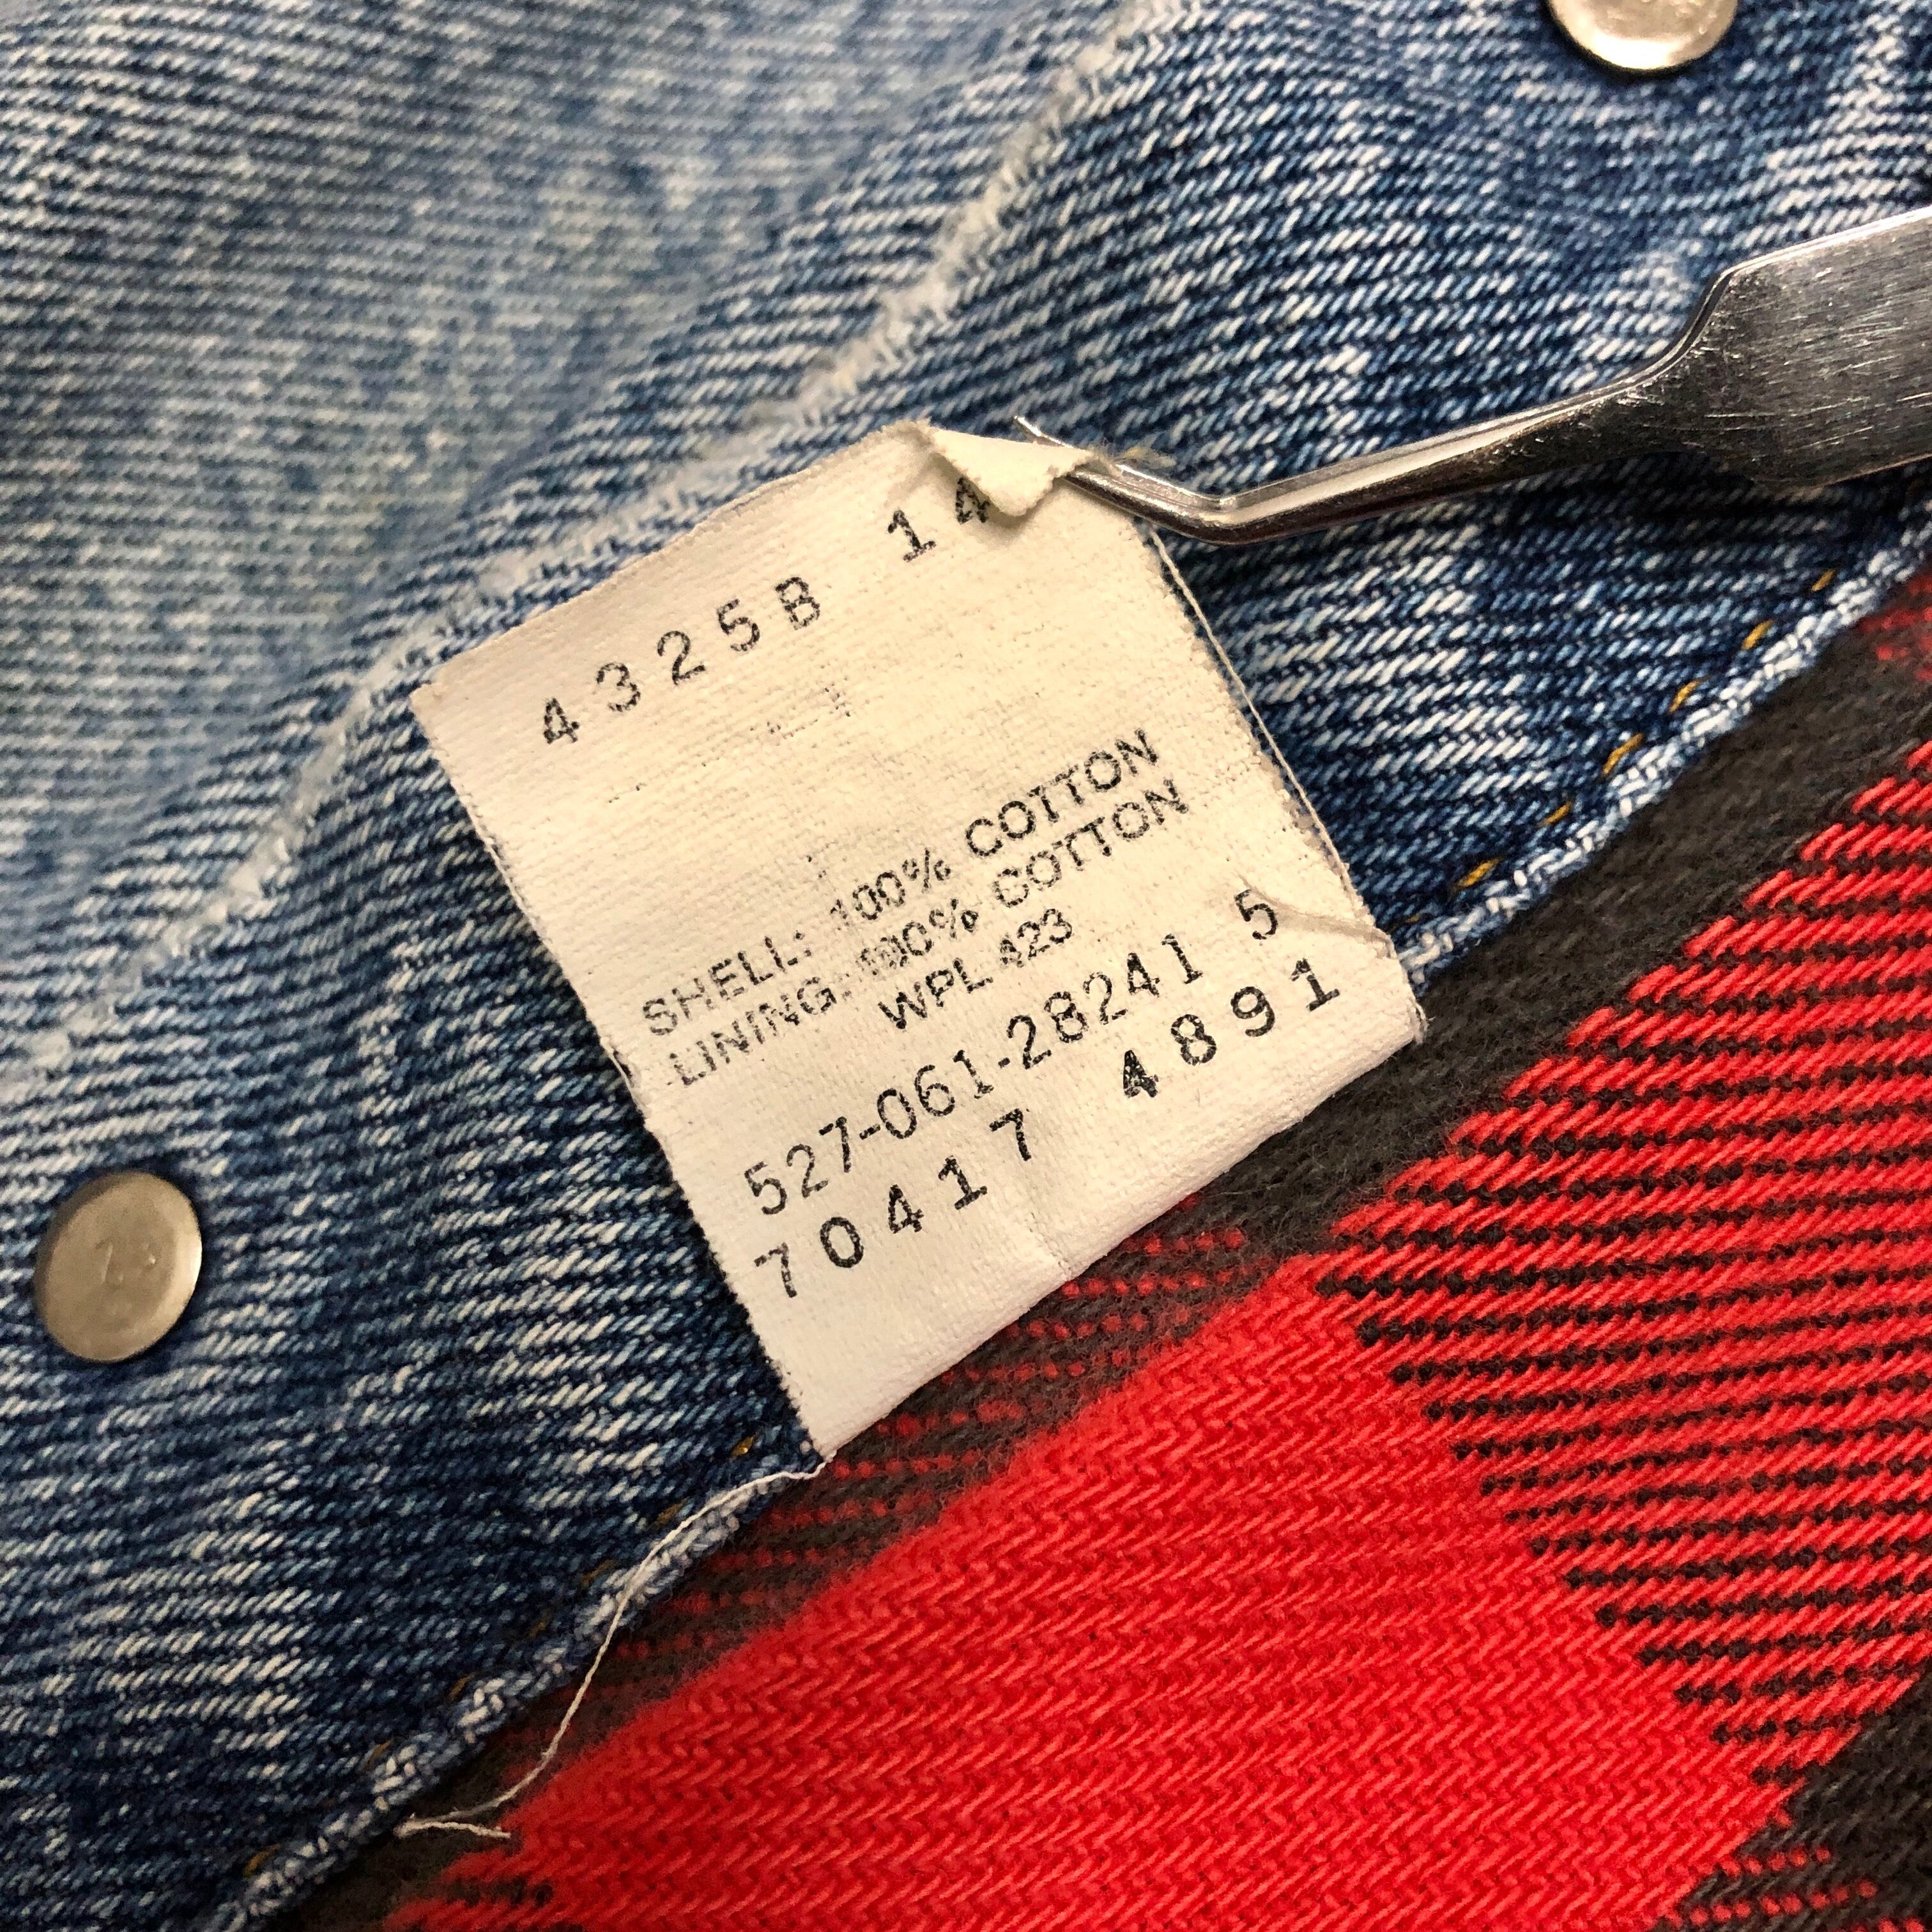 4325B 14
SHELL: 100% COTTON
LINING: 100% COTTON
WPL 423
527-061-28241 5
70417 4891